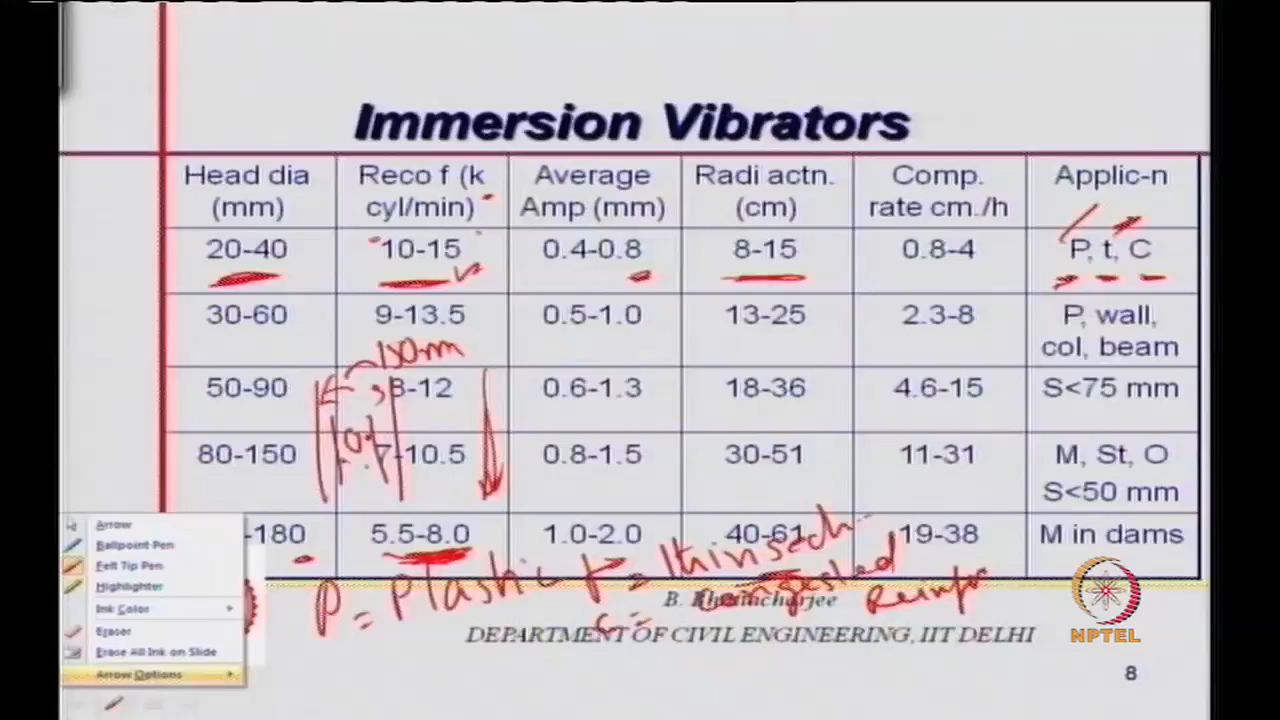 Immersion Vibrators
Head dia (mm) Reco f (k cyl/min) Average Amp (mm) Radi actn. (cm) Comp. rate cm./h Applic-n
20-40 10-15 0.4-0.8 8-15 0.8-4 P, t, C
30-60 9-13.5 0.5-1.0 13-25 2.3-8 P, wall, col, beam
150mm
50-90 8-12 0.6-1.3 18-36 4.6-15 S<75 mm
80-150 7-10.5 0.8-1.5 30-51 11-31 M, St, O S<50 mm
-180 5.5-8.0 1.0-2.0 40-61 19-38 M in dams
P = Plastic t = thin sech
c = congested Reinfr
B. Bhattacharjee
DEPARTMENT OF CIVIL ENGINEERING, IIT DELHI
8
NPTEL
Arrow
Ballpoint Pen
Felt Tip Pen
Highlighter
Ink Color
Eraser
Erase All Ink on Slide
Arrow Options